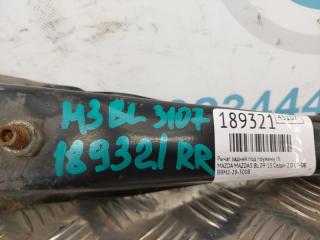 M3 BL 3107
189321 RR
189321
Рычаг задний под пружину rh
MAZDA MAZDA3 BL 09-13 Седан 2.0 LF-DE
BBM2-28-300B